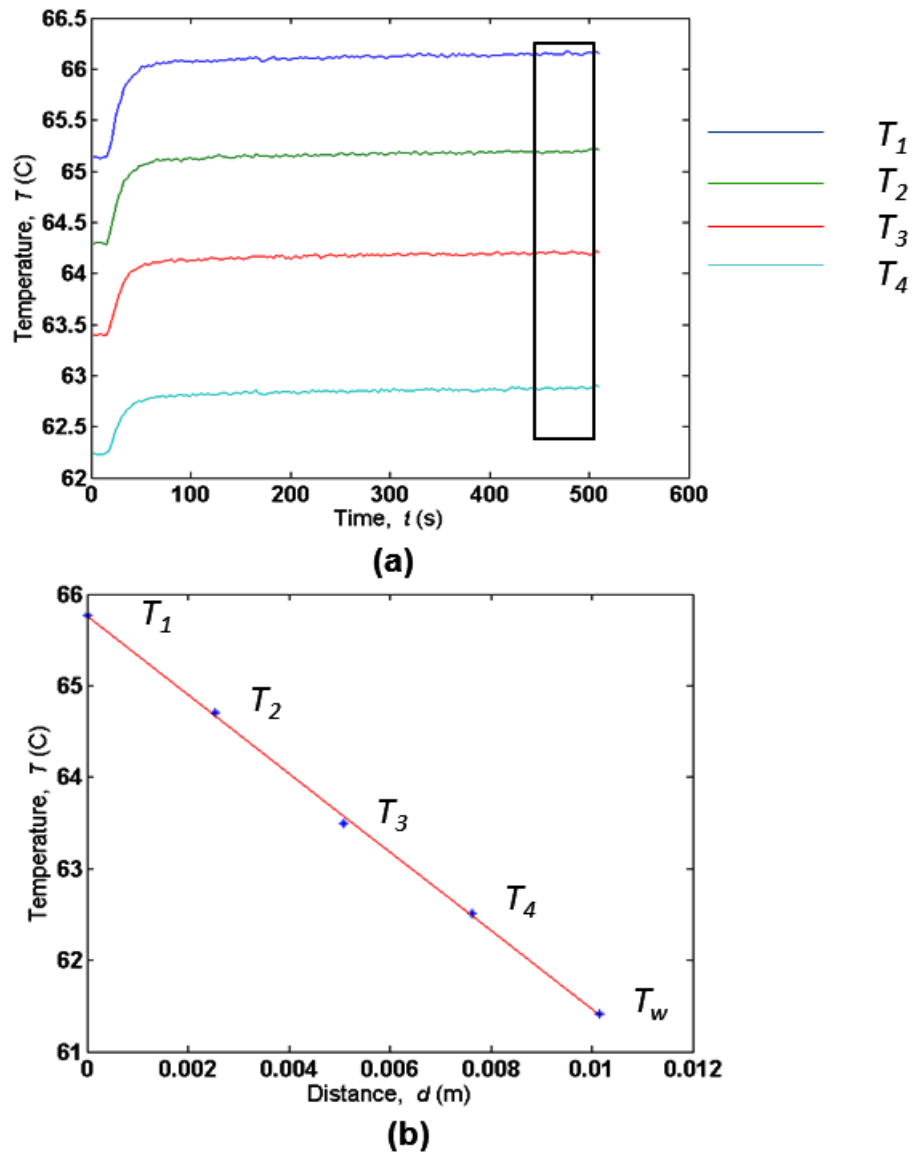 66.5
66
65.5
65
64.5
64
63.5
63
62.5
62
Temperature, T (C)
0 100 200 300 400 500 600
Time, t (s)
T1
T2
T3
T4
(a)
66
65
64
63
62
61
Temperature, T (C)
T1
T2
T3
T4
Tw
0 0.002 0.004 0.006 0.008 0.01 0.012
Distance, d (m)
(b)